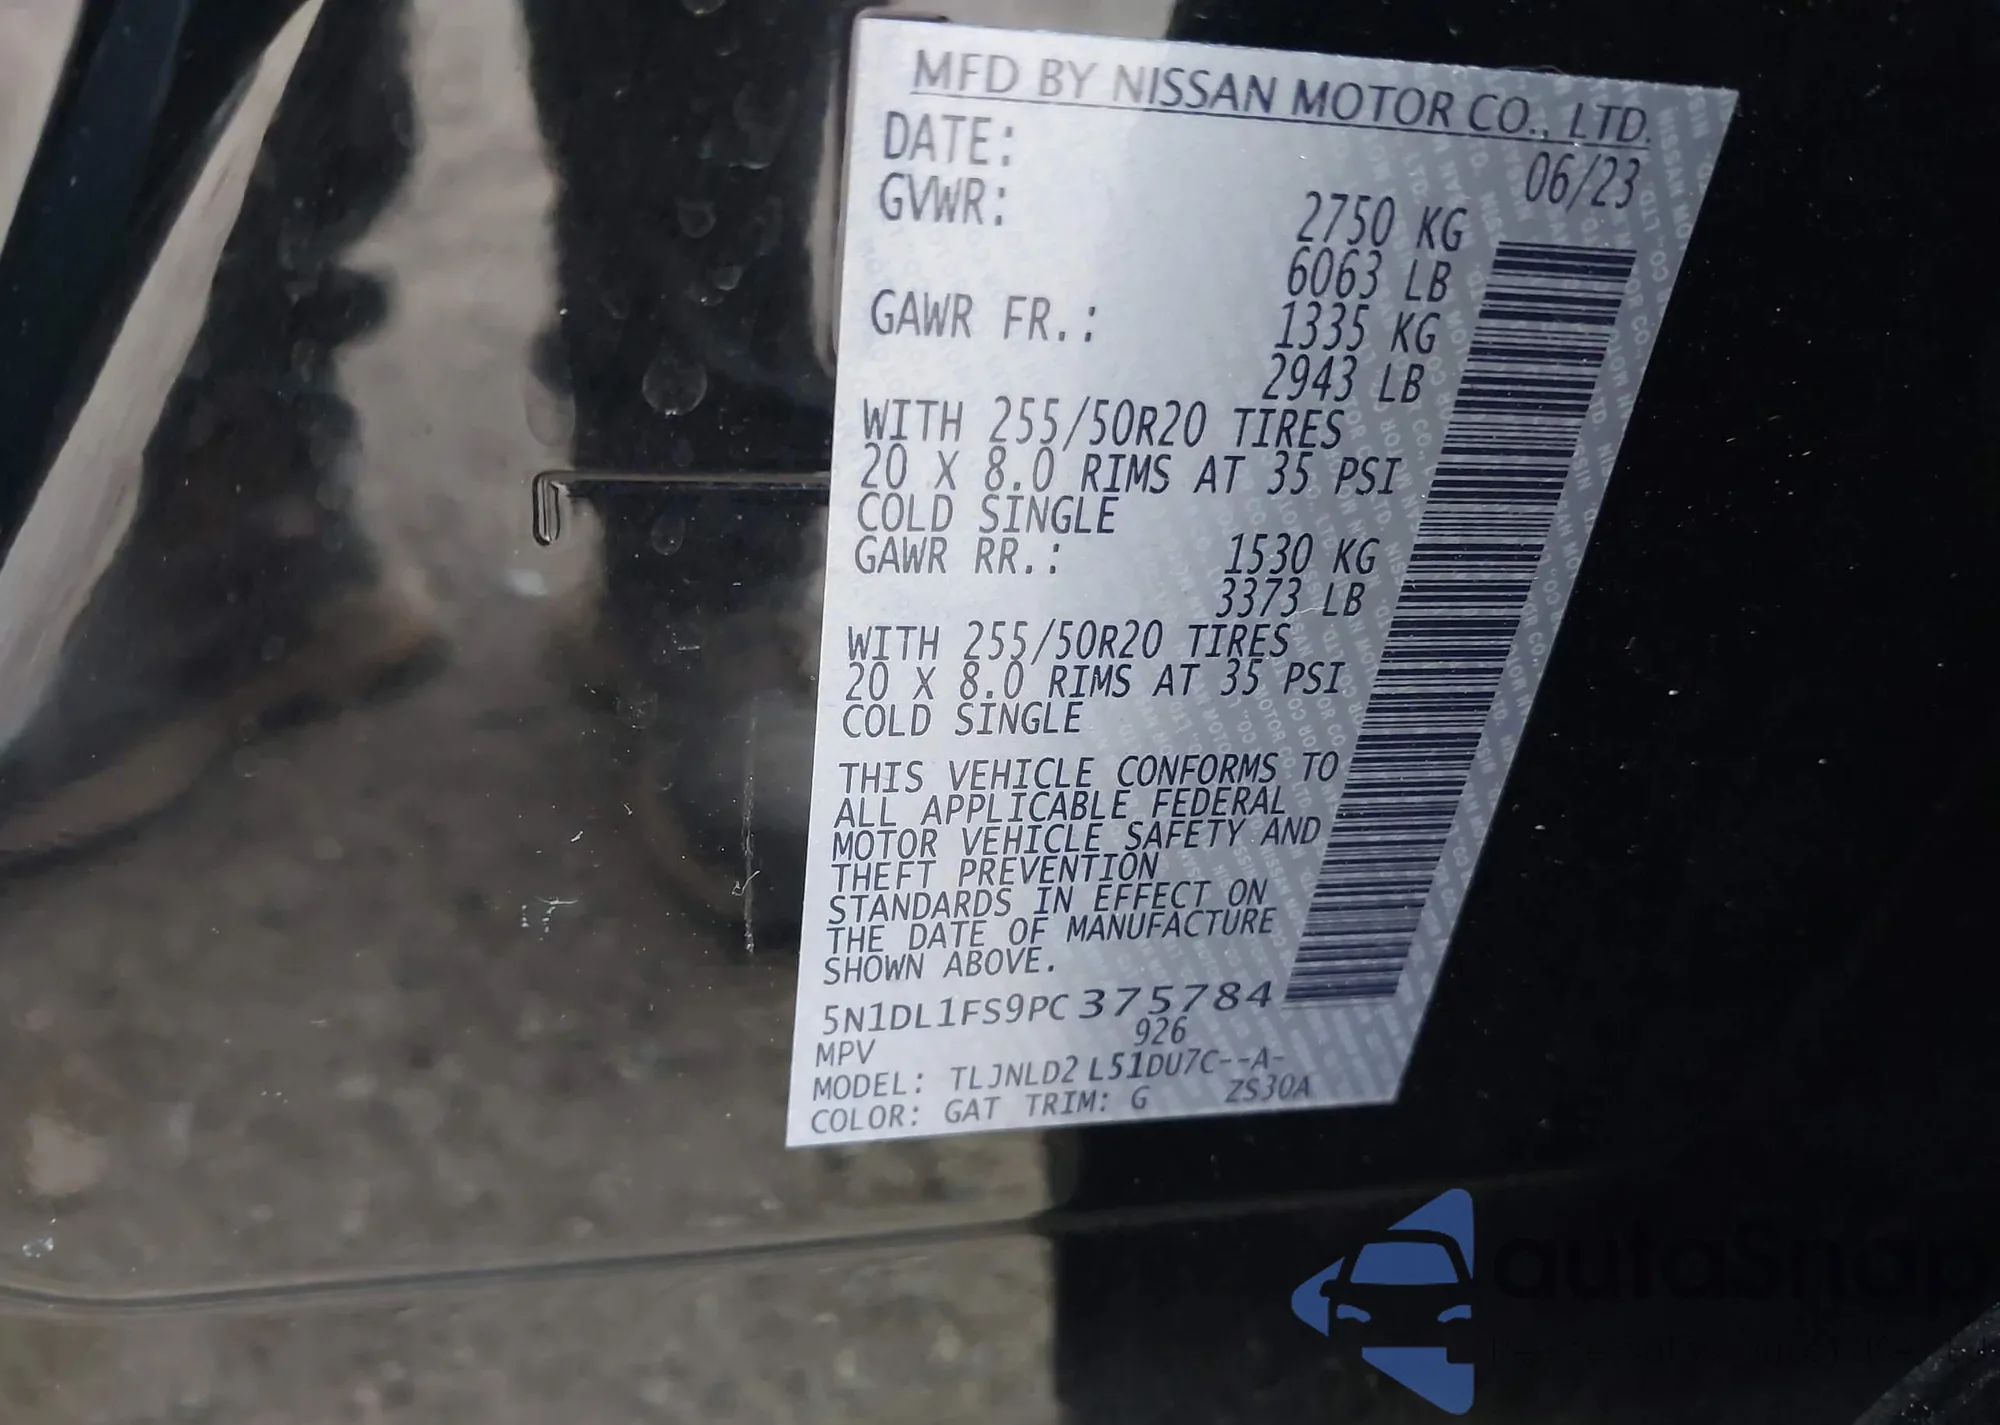 MFD BY NISSAN MOTOR CO., LTD.
DATE: 06/23
GVWR: 2750 KG
6063 LB
GAWR FR.: 1335 KG
2943 LB
WITH 255/50R20 TIRES
20 X 8.0 RIMS AT 35 PSI
COLD SINGLE
GAWR RR.: 1530 KG
3373 LB
WITH 255/50R20 TIRES
20 X 8.0 RIMS AT 35 PSI
COLD SINGLE
THIS VEHICLE CONFORMS TO
ALL APPLICABLE FEDERAL
MOTOR VEHICLE SAFETY AND
THEFT PREVENTION
STANDARDS IN EFFECT ON
THE DATE OF MANUFACTURE
SHOWN ABOVE.
5N1DL1FS9PC375784
MPV 926
MODEL: TLJNLD2 L51DU7C--A-
COLOR: GAT TRIM: G ZS30A
autaSnap